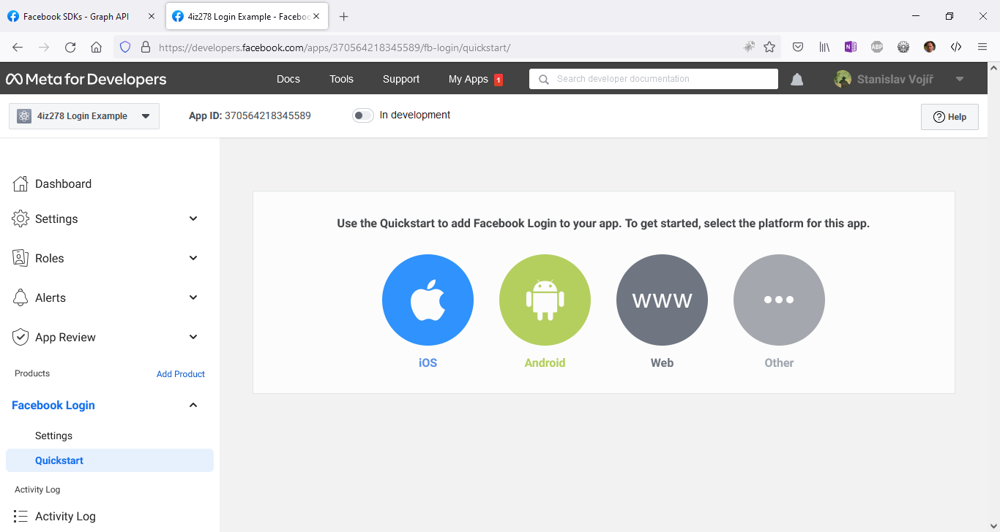 Facebook SDKs - Graph API
4iz278 Login Example - Facebo
https://developers.facebook.com/apps/370564218345589/fb-login/quickstart/
ABP
Meta for Developers
Docs
Tools
Support
My Apps 1
Search developer documentation
Stanislav Vojíř
4iz278 Login Example
App ID: 370564218345589
In development
Help
Dashboard
Settings
Roles
Alerts
App Review
Products
Add Product
Facebook Login
Settings
Quickstart
Activity Log
Activity Log
Use the Quickstart to add Facebook Login to your app. To get started, select the platform for this app.
WWW
iOS
Android
Web
Other